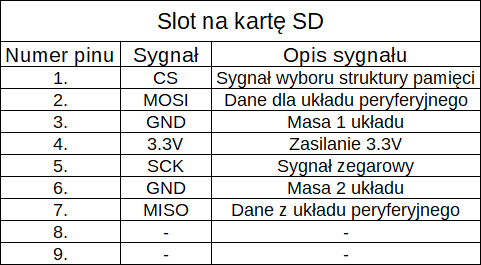 Slot na kartę SD
Numer pinu Sygnał Opis sygnału
1. CS Sygnał wyboru struktury pamięci
2. MOSI Dane dla układu peryferyjnego
3. GND Masa 1 układu
4. 3.3V Zasilanie 3.3V
5. SCK Sygnał zegarowy
6. GND Masa 2 układu
7. MISO Dane z układu peryferyjnego
8. - -
9. - -